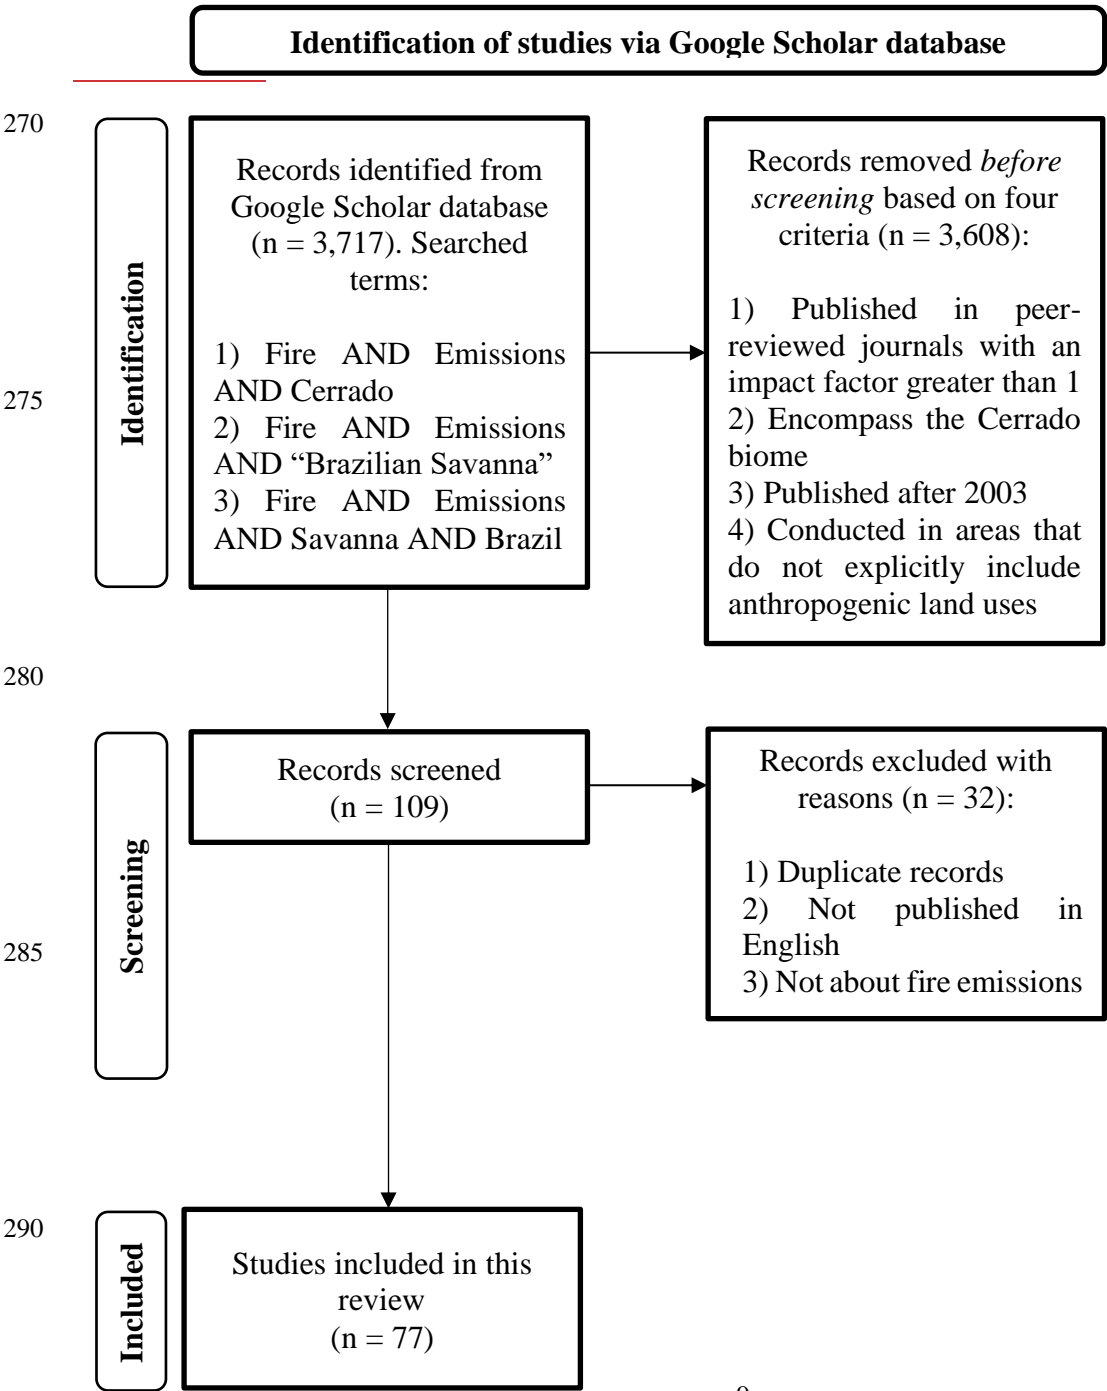 Identification of studies via Google Scholar database
270
Identification
Records identified from
Google Scholar database
(n = 3,717). Searched
terms:
1) Fire AND Emissions
AND Cerrado
2) Fire AND Emissions
AND “Brazilian Savanna”
3) Fire AND Emissions
AND Savanna AND Brazil
Records removed before
screening based on four
criteria (n = 3,608):
1) Published in peer-
reviewed journals with an
impact factor greater than 1
2) Encompass the Cerrado
biome
3) Published after 2003
4) Conducted in areas that
do not explicitly include
anthropogenic land uses
275
280
Screening
Records screened
(n = 109)
Records excluded with
reasons (n = 32):
1) Duplicate records
2) Not published in
English
3) Not about fire emissions
285
290
Included
Studies included in this
review
(n = 77)